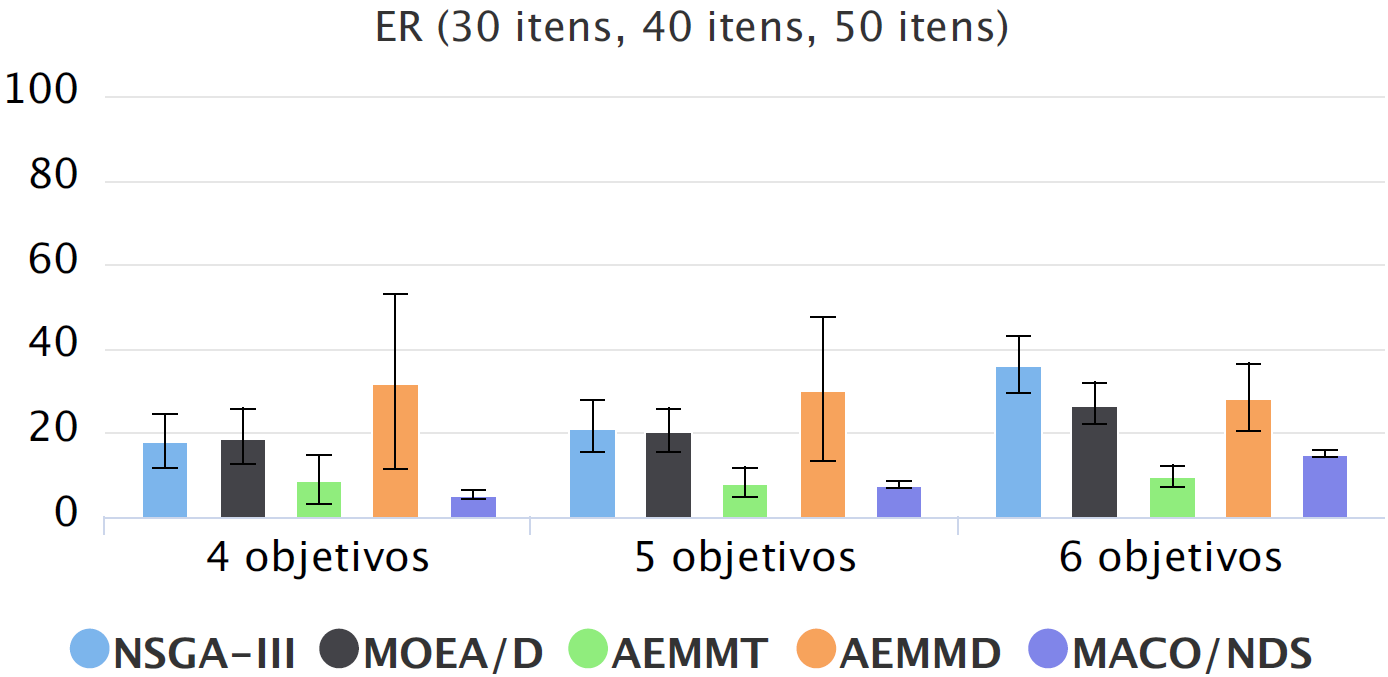 ER (30 itens, 40 itens, 50 itens)
100
80
60
40
20
0
4 objetivos 5 objetivos 6 objetivos
NSGA-III MOEA/D AEMMT AEMMD MACO/NDS